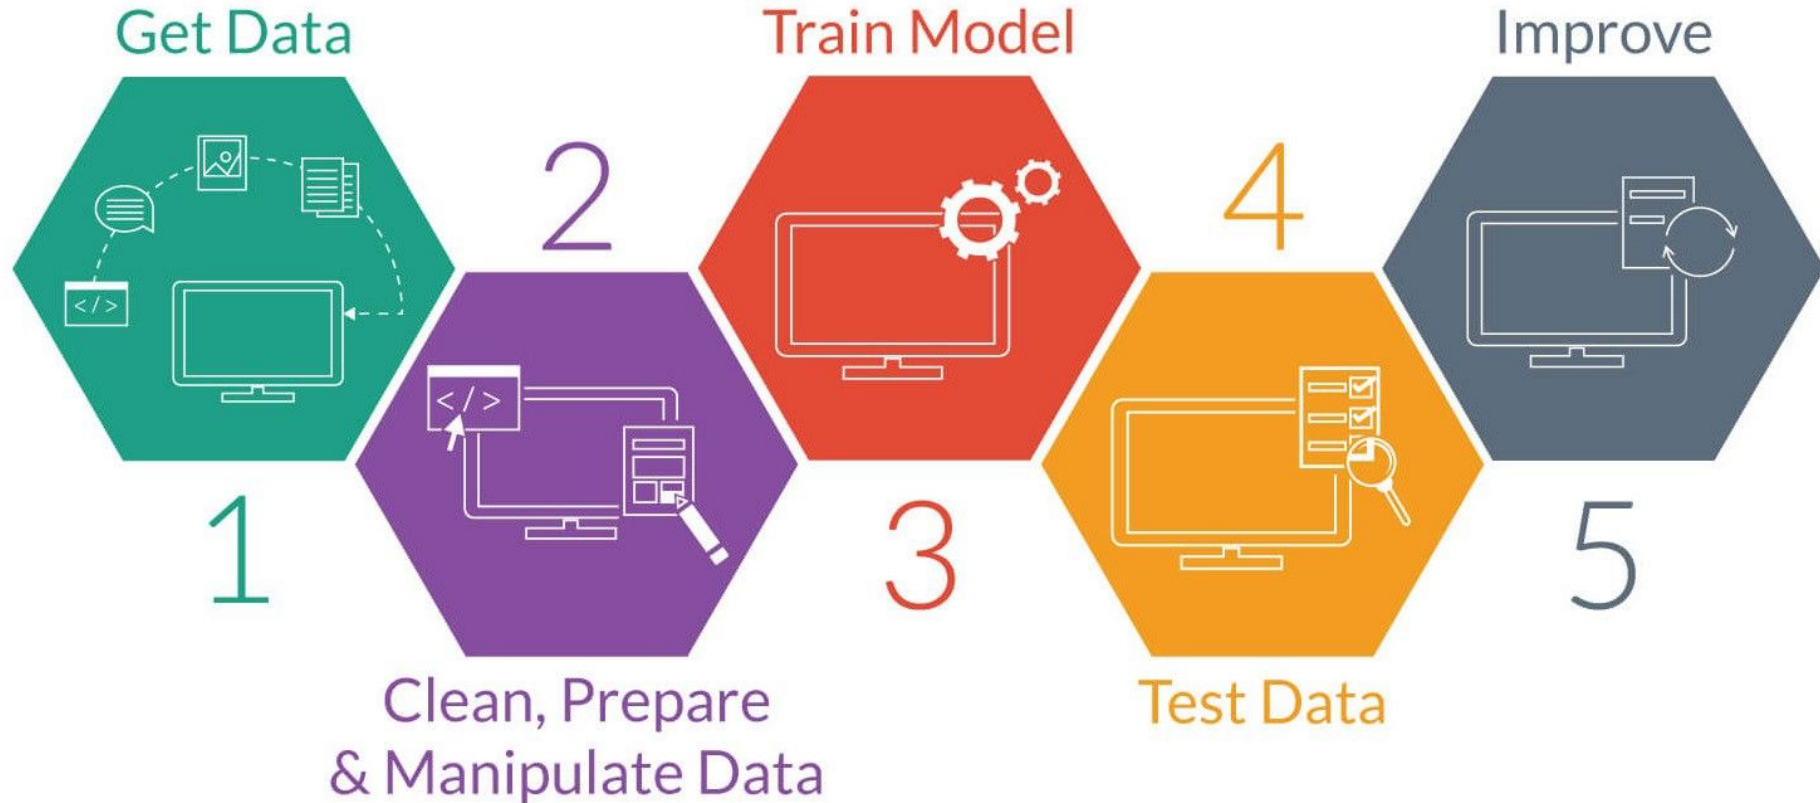 Get Data
Train Model
Improve
2
4
</>
</>
1
3
5
Clean, Prepare
& Manipulate Data
Test Data